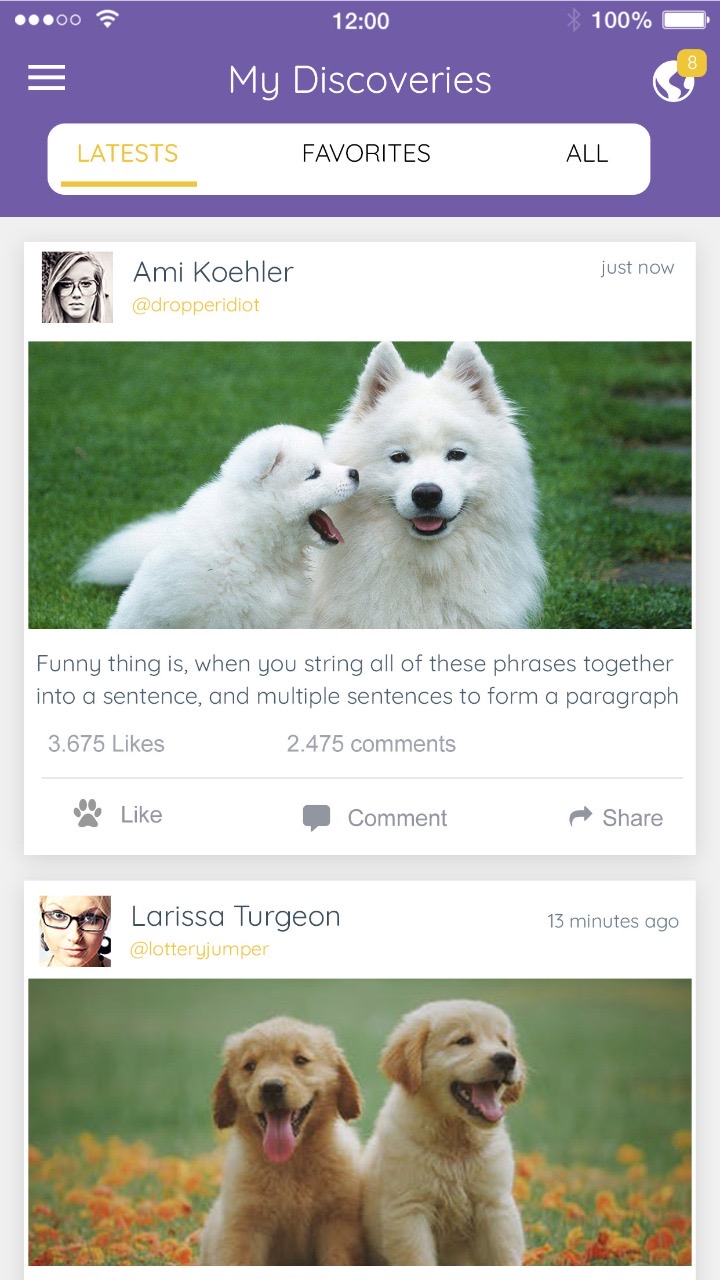 12:00
100%
My Discoveries
8
LATESTS
FAVORITES
ALL
Ami Koehler
just now
@dropperidiot
Funny thing is, when you string all of these phrases together
into a sentence, and multiple sentences to form a paragraph
3.675 Likes
2.475 comments
Like
Comment
Share
Larissa Turgeon
13 minutes ago
@lotteryjumper